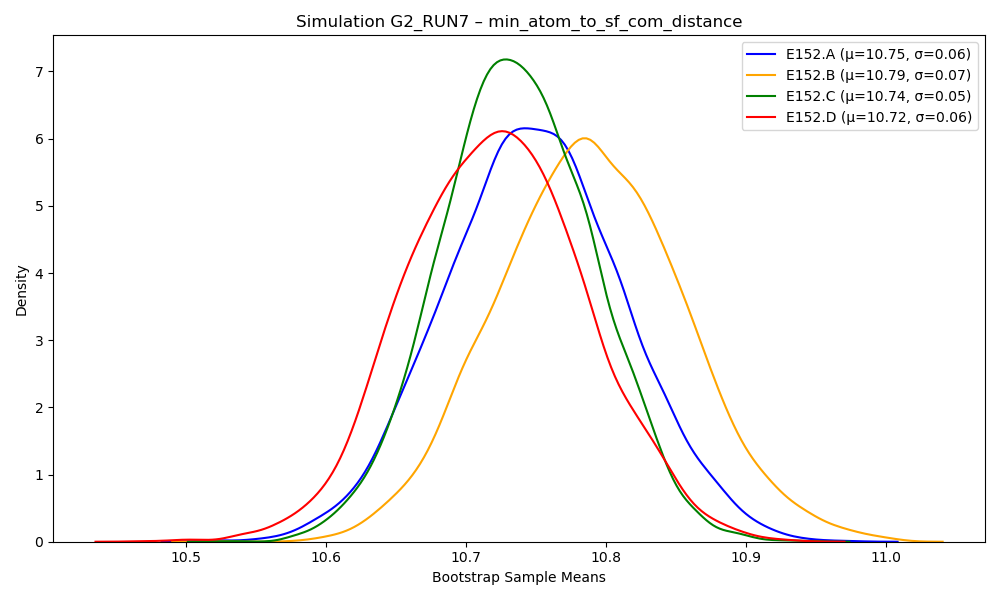 Simulation G2_RUN7 – min_atom_to_sf_com_distance
E152.A (μ=10.75, σ=0.06)
E152.B (μ=10.79, σ=0.07)
E152.C (μ=10.74, σ=0.05)
E152.D (μ=10.72, σ=0.06)
Density
7
6
5
4
3
2
1
0
10.5 10.6 10.7 10.8 10.9 11.0
Bootstrap Sample Means